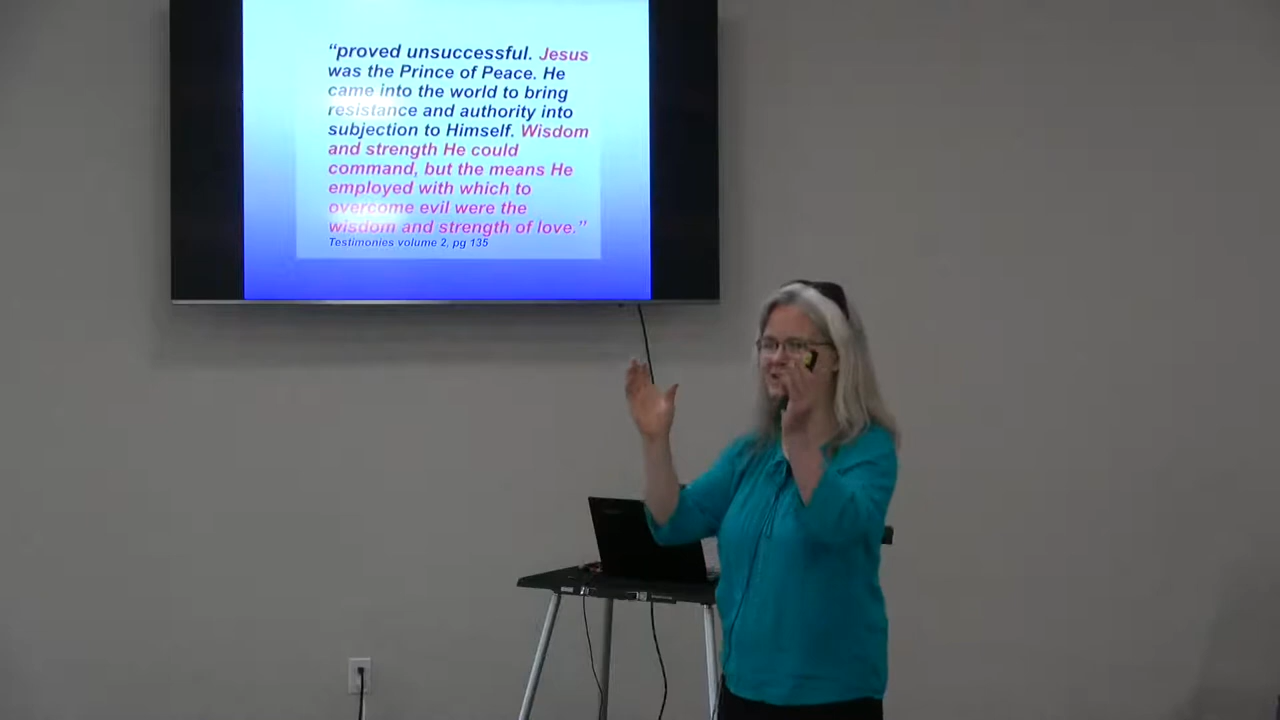 “proved unsuccessful. Jesus
was the Prince of Peace. He
came into the world to bring
resistance and authority into
subjection to Himself. Wisdom
and strength He could
command, but the means He
employed with which to
overcome evil were the
wisdom and strength of love.”
Testimonies volume 2, pg 135